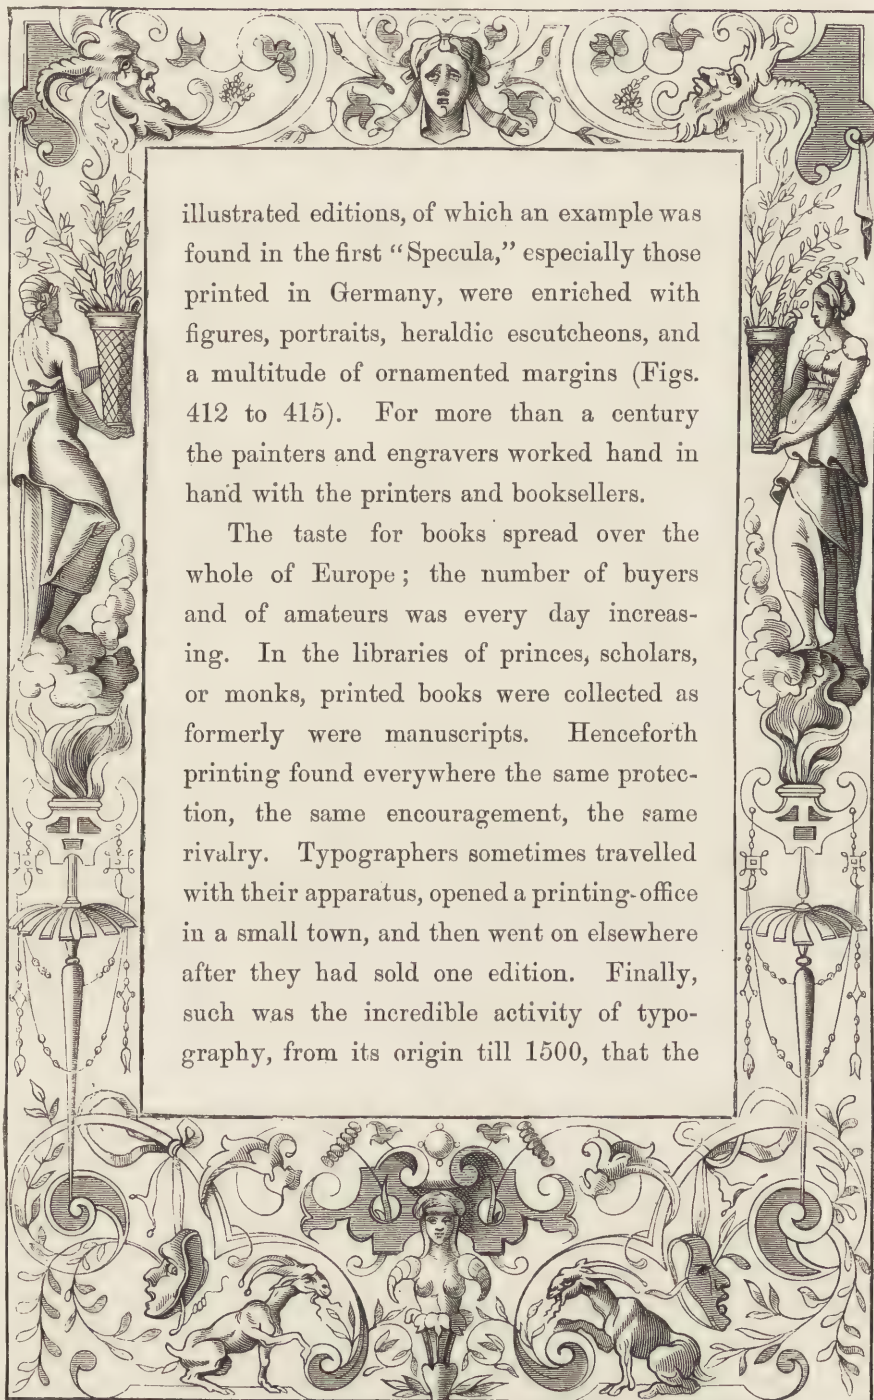 illustrated editions, of which an example was
found in the first “Specula,” especially those
printed in Germany, were enriched with
figures, portraits, heraldic escutcheons, and
a multitude of ornamented margins (Figs.
412 to 415). For more than a century
the painters and engravers worked hand in
hand with the printers and booksellers.
The taste for books spread over the
whole of Europe; the number of buyers
and of amateurs was every day increas-
ing. In the libraries of princes, scholars,
or monks, printed books were collected as
formerly were manuscripts. Henceforth
printing found everywhere the same protec-
tion, the same encouragement, the same
rivalry. Typographers sometimes travelled
with their apparatus, opened a printing-office
in a small town, and then went on elsewhere
after they had sold one edition. Finally,
such was the incredible activity of typo-
graphy, from its origin till 1500, that the